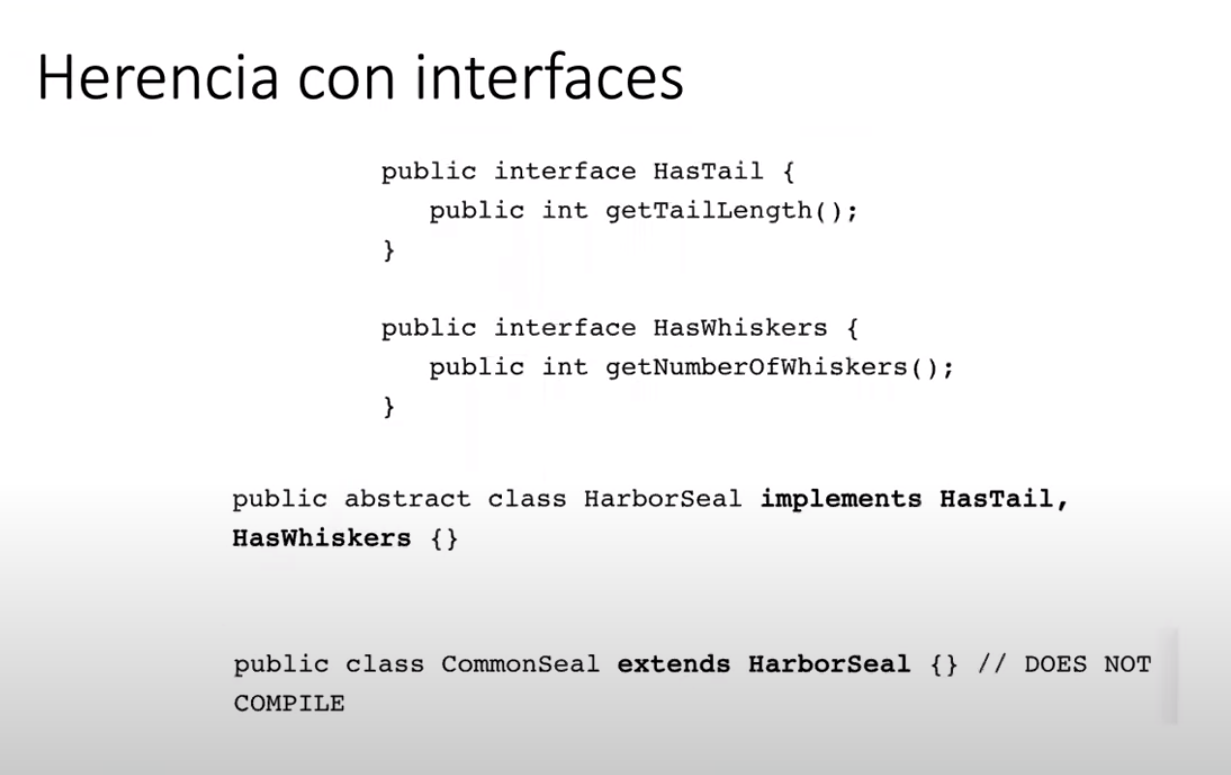 Herencia con interfaces
public interface HasTail {
public int getTailLength();
}
public interface HasWhiskers {
public int getNumberOfWhiskers();
}
public abstract class HarborSeal implements HasTail,
HasWhiskers {}
public class CommonSeal extends HarborSeal {} // DOES NOT
COMPILE